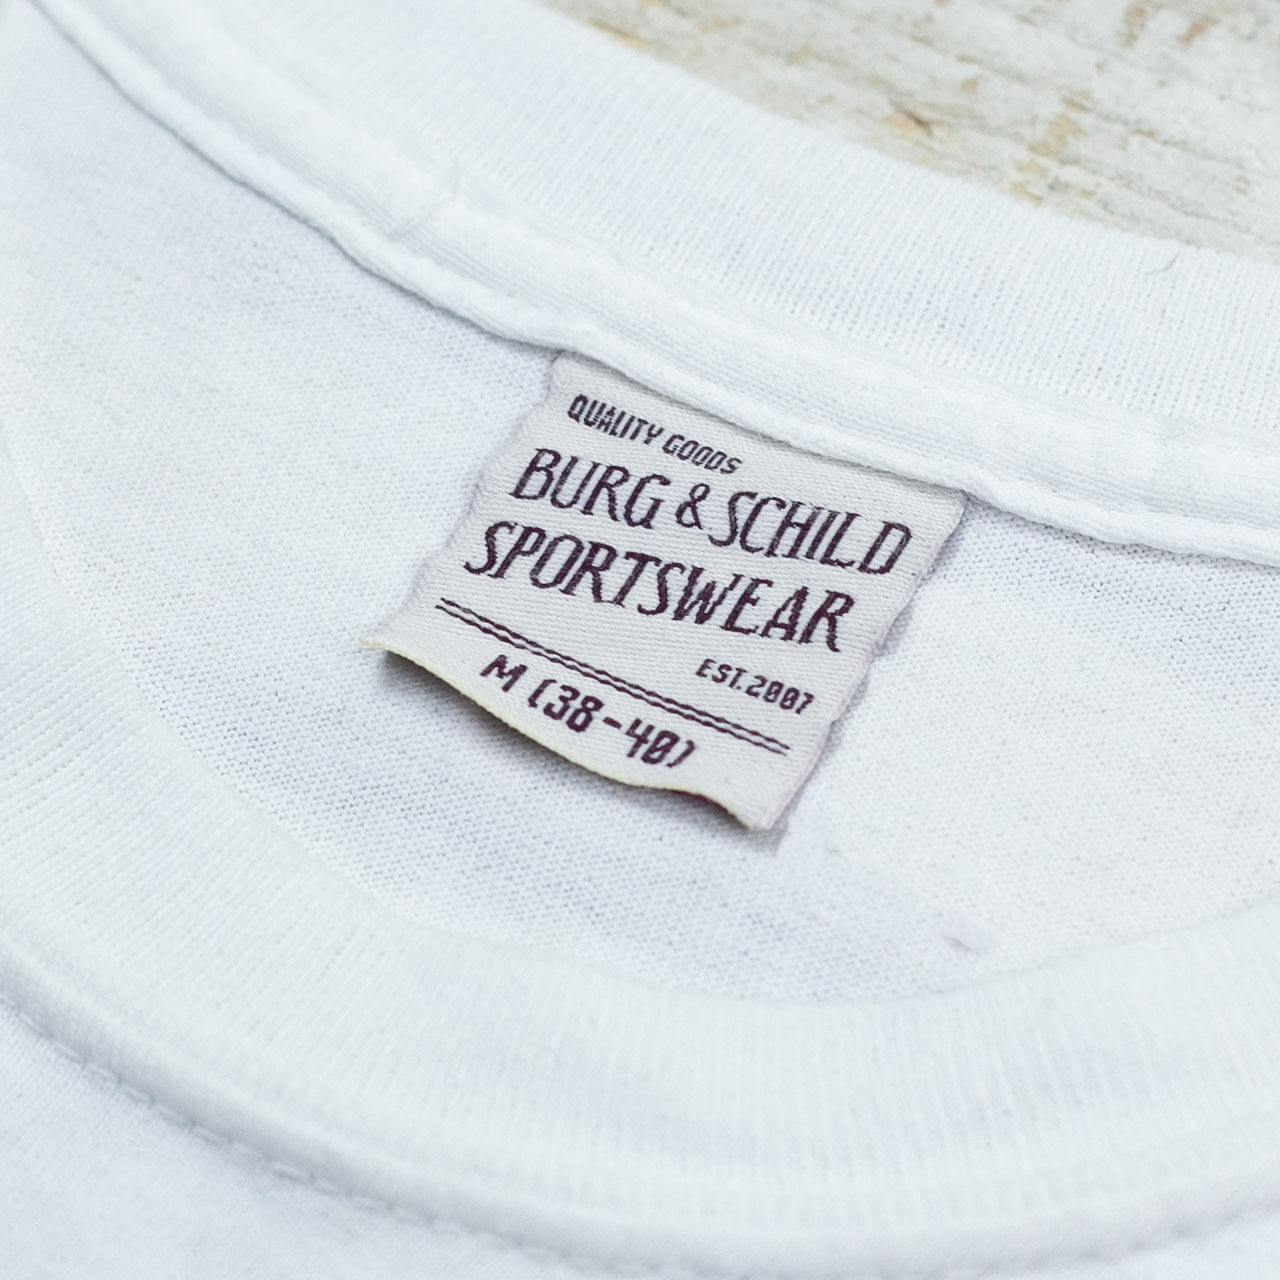 QUALITY GOODS
BURG & SCHILD
SPORTSWEAR
EST.2007
M (38-40)